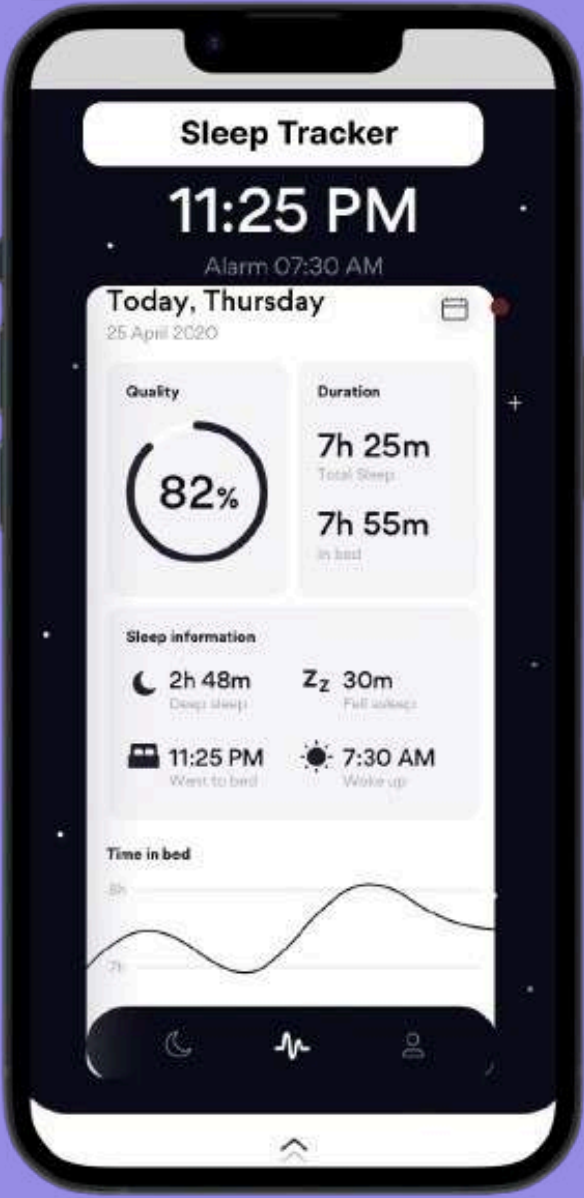 Sleep Tracker
11:25 PM
Alarm 07:30 AM
Today, Thursday
25 April 2020
Quality
Duration
82%
7h 25m
Total Sleep
7h 55m
In bed
Sleep information
2h 48m
Zz 30m
Deep sleep
Fell asleep
11:25 PM
7:30 AM
Went to bed
Woke up
Time in bed
8h
7h